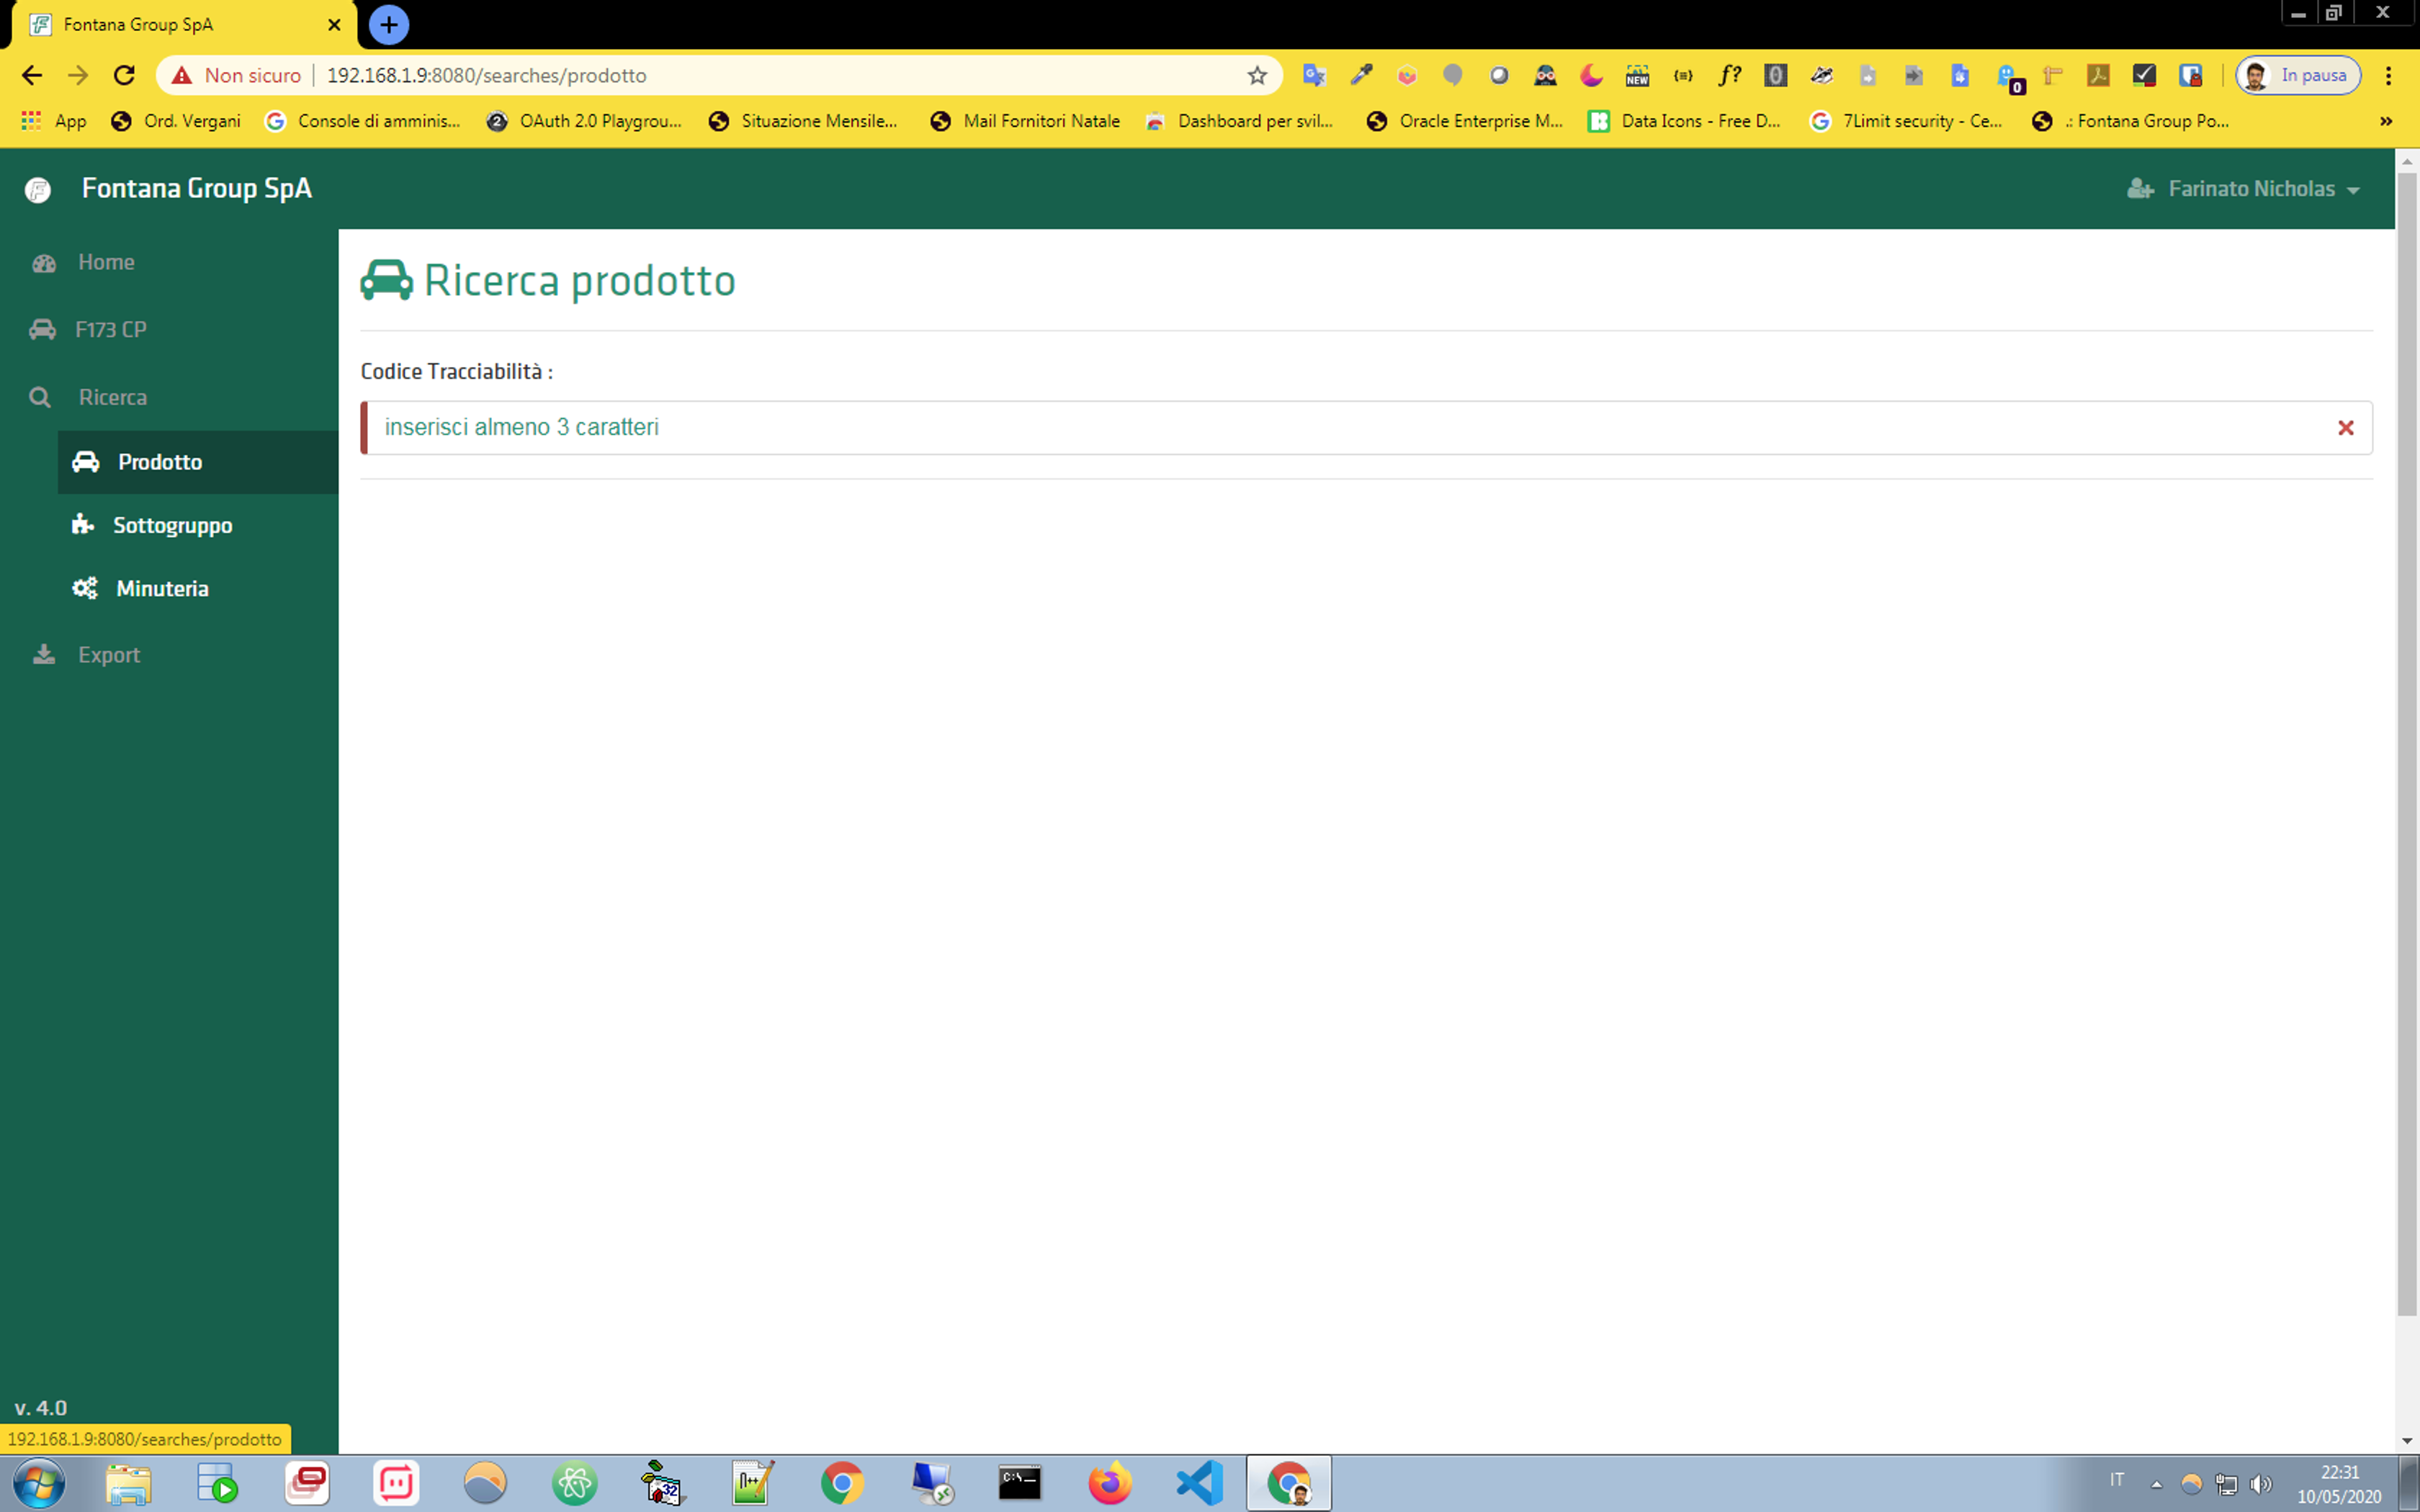 Fontana Group SpA
Non sicuro
192.168.1.9:8080/searches/prodotto
NEW
f?
0
In pausa
App
Ord. Vergani
Console di amminis...
OAuth 2.0 Playgrou...
Situazione Mensile...
Mail Fornitori Natale
Dashboard per svil...
Oracle Enterprise M...
Data Icons - Free D...
7Limit security - Ce...
.: Fontana Group Po...
»
Fontana Group SpA
Farinato Nicholas
Home
F173 CP
Ricerca
Prodotto
Sottogruppo
Minuteria
Export
Ricerca prodotto
Codice Tracciabilità :
inserisci almeno 3 caratteri
v. 4.0
192.168.1.9:8080/searches/prodotto
IT
22:31
10/05/2020